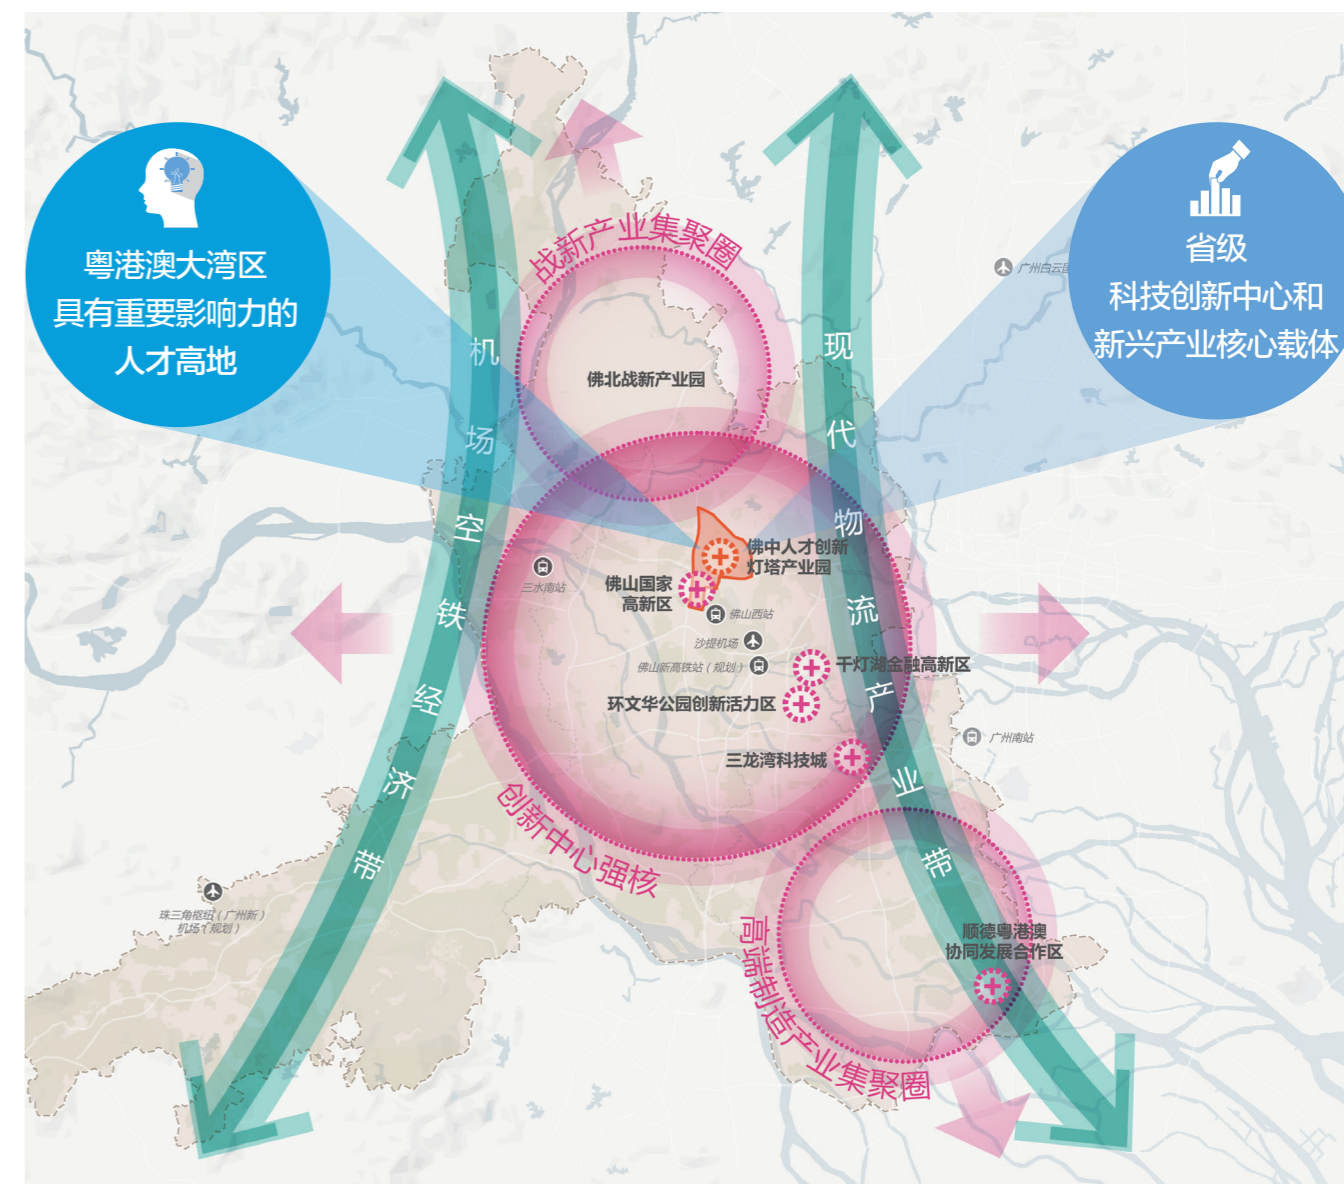 粤港澳大湾区
具有重要影响力的
人才高地
省级
科技创新中心和
新兴产业核心载体
战新产业集聚圈
佛北战新产业园
机场空铁经济带
现代物流产业带
广州白云国
佛中人才创新
灯塔产业园
佛山国家
高新区
三水南站
佛山西站
沙堤机场
佛山新高铁站（规划）
千灯湖金融高新区
环文华公园创新活力区
三龙湾科技城
广州南站
创新中心强核
珠三角枢纽（广州新）
机场（规划）
高端制造产业集聚圈
顺德粤港澳
协同发展合作区